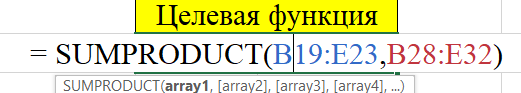 Целевая функция
= SUMPRODUCT(B19:E23,B28:E32)
SUMPRODUCT(array1, [array2], [array3], [array4], ...)